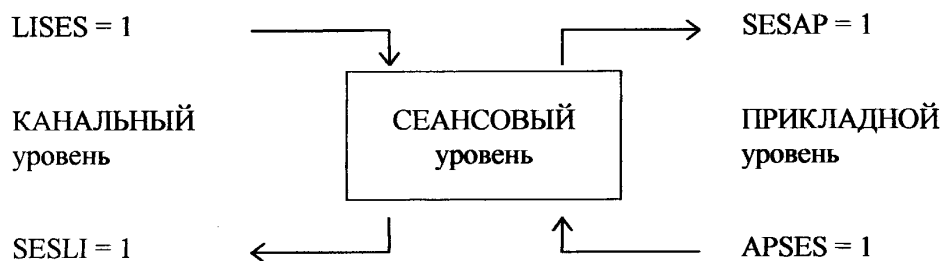 LISES = 1
SESAP = 1
КАНАЛЬНЫЙ
уровень
СЕАНСОВЫЙ
уровень
ПРИКЛАДНОЙ
уровень
SESLI = 1
APSES = 1